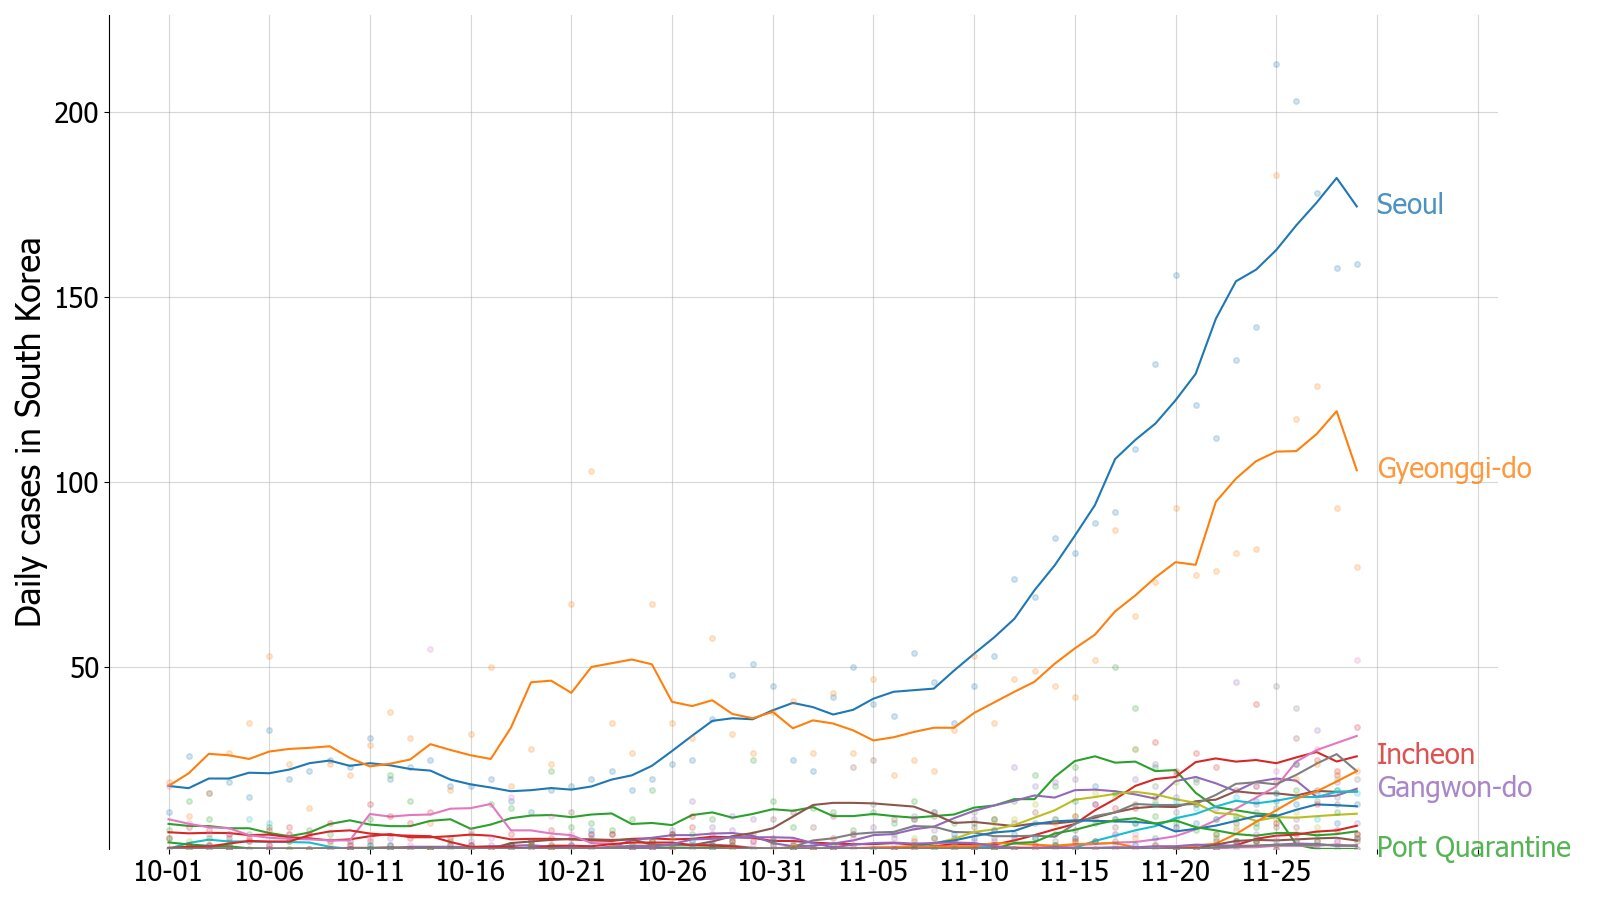 Daily cases in South Korea
200
150
100
50
Seoul
Gyeonggi-do
Incheon
Gangwon-do
Port Quarantine
10-01 10-06 10-11 10-16 10-21 10-26 10-31 11-05 11-10 11-15 11-20 11-25